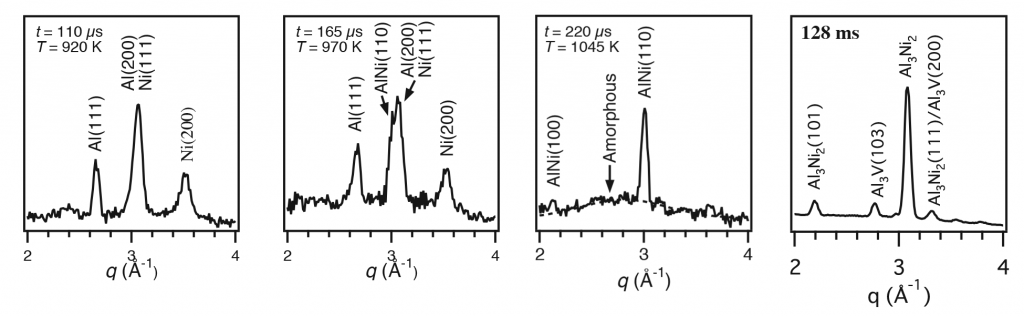 t = 110 µs
T = 920 K
Al(111)
Al(200)
Ni(111)
Ni(200)
2
3
4
q (Å-1)
t = 165 µs
T = 970 K
Al(111)
AlNi(110)
Al(200)
Ni(111)
Ni(200)
2
3
4
q (Å-1)
t = 220 µs
T = 1045 K
AlNi(100)
Amorphous
AlNi(110)
2
3
4
q (Å-1)
128 ms
Al3Ni2(101)
Al3V(103)
Al3Ni2
Al3Ni2(111)/Al3V(200)
2
3
4
q (Å-1)